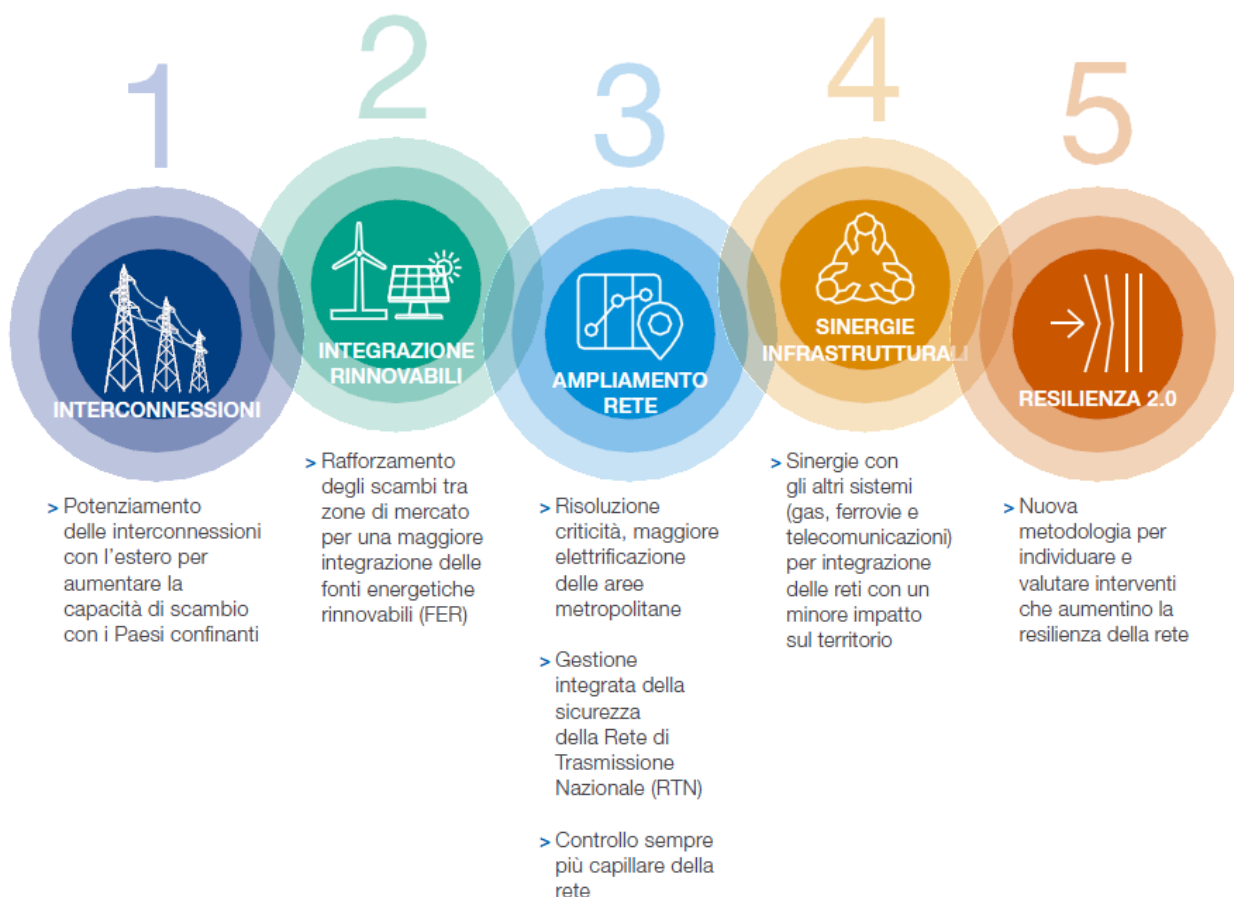 1
INTERCONNESSIONI
> Potenziamento
delle interconnessioni
con l'estero per
aumentare la
capacità di scambio
con i Paesi confinanti
2
INTEGRAZIONE
RINNOVABILI
> Rafforzamento
degli scambi tra
zone di mercato
per una maggiore
integrazione delle
fonti energetiche
rinnovabili (FER)
3
AMPLIAMENTO
RETE
> Risoluzione
criticità, maggiore
elettrificazione
delle aree
metropolitane
> Gestione
integrata della
sicurezza
della Rete di
Trasmissione
Nazionale (RTN)
> Controllo sempre
più capillare della
rete
4
SINERGIE
INFRASTRUTTURALI
> Sinergie con
gli altri sistemi
(gas, ferrovie e
telecomunicazioni)
per integrazione
delle reti con un
minore impatto
sul territorio
5
RESILIENZA 2.0
> Nuova
metodologia per
individuare e
valutare interventi
che aumentino la
resilienza della rete